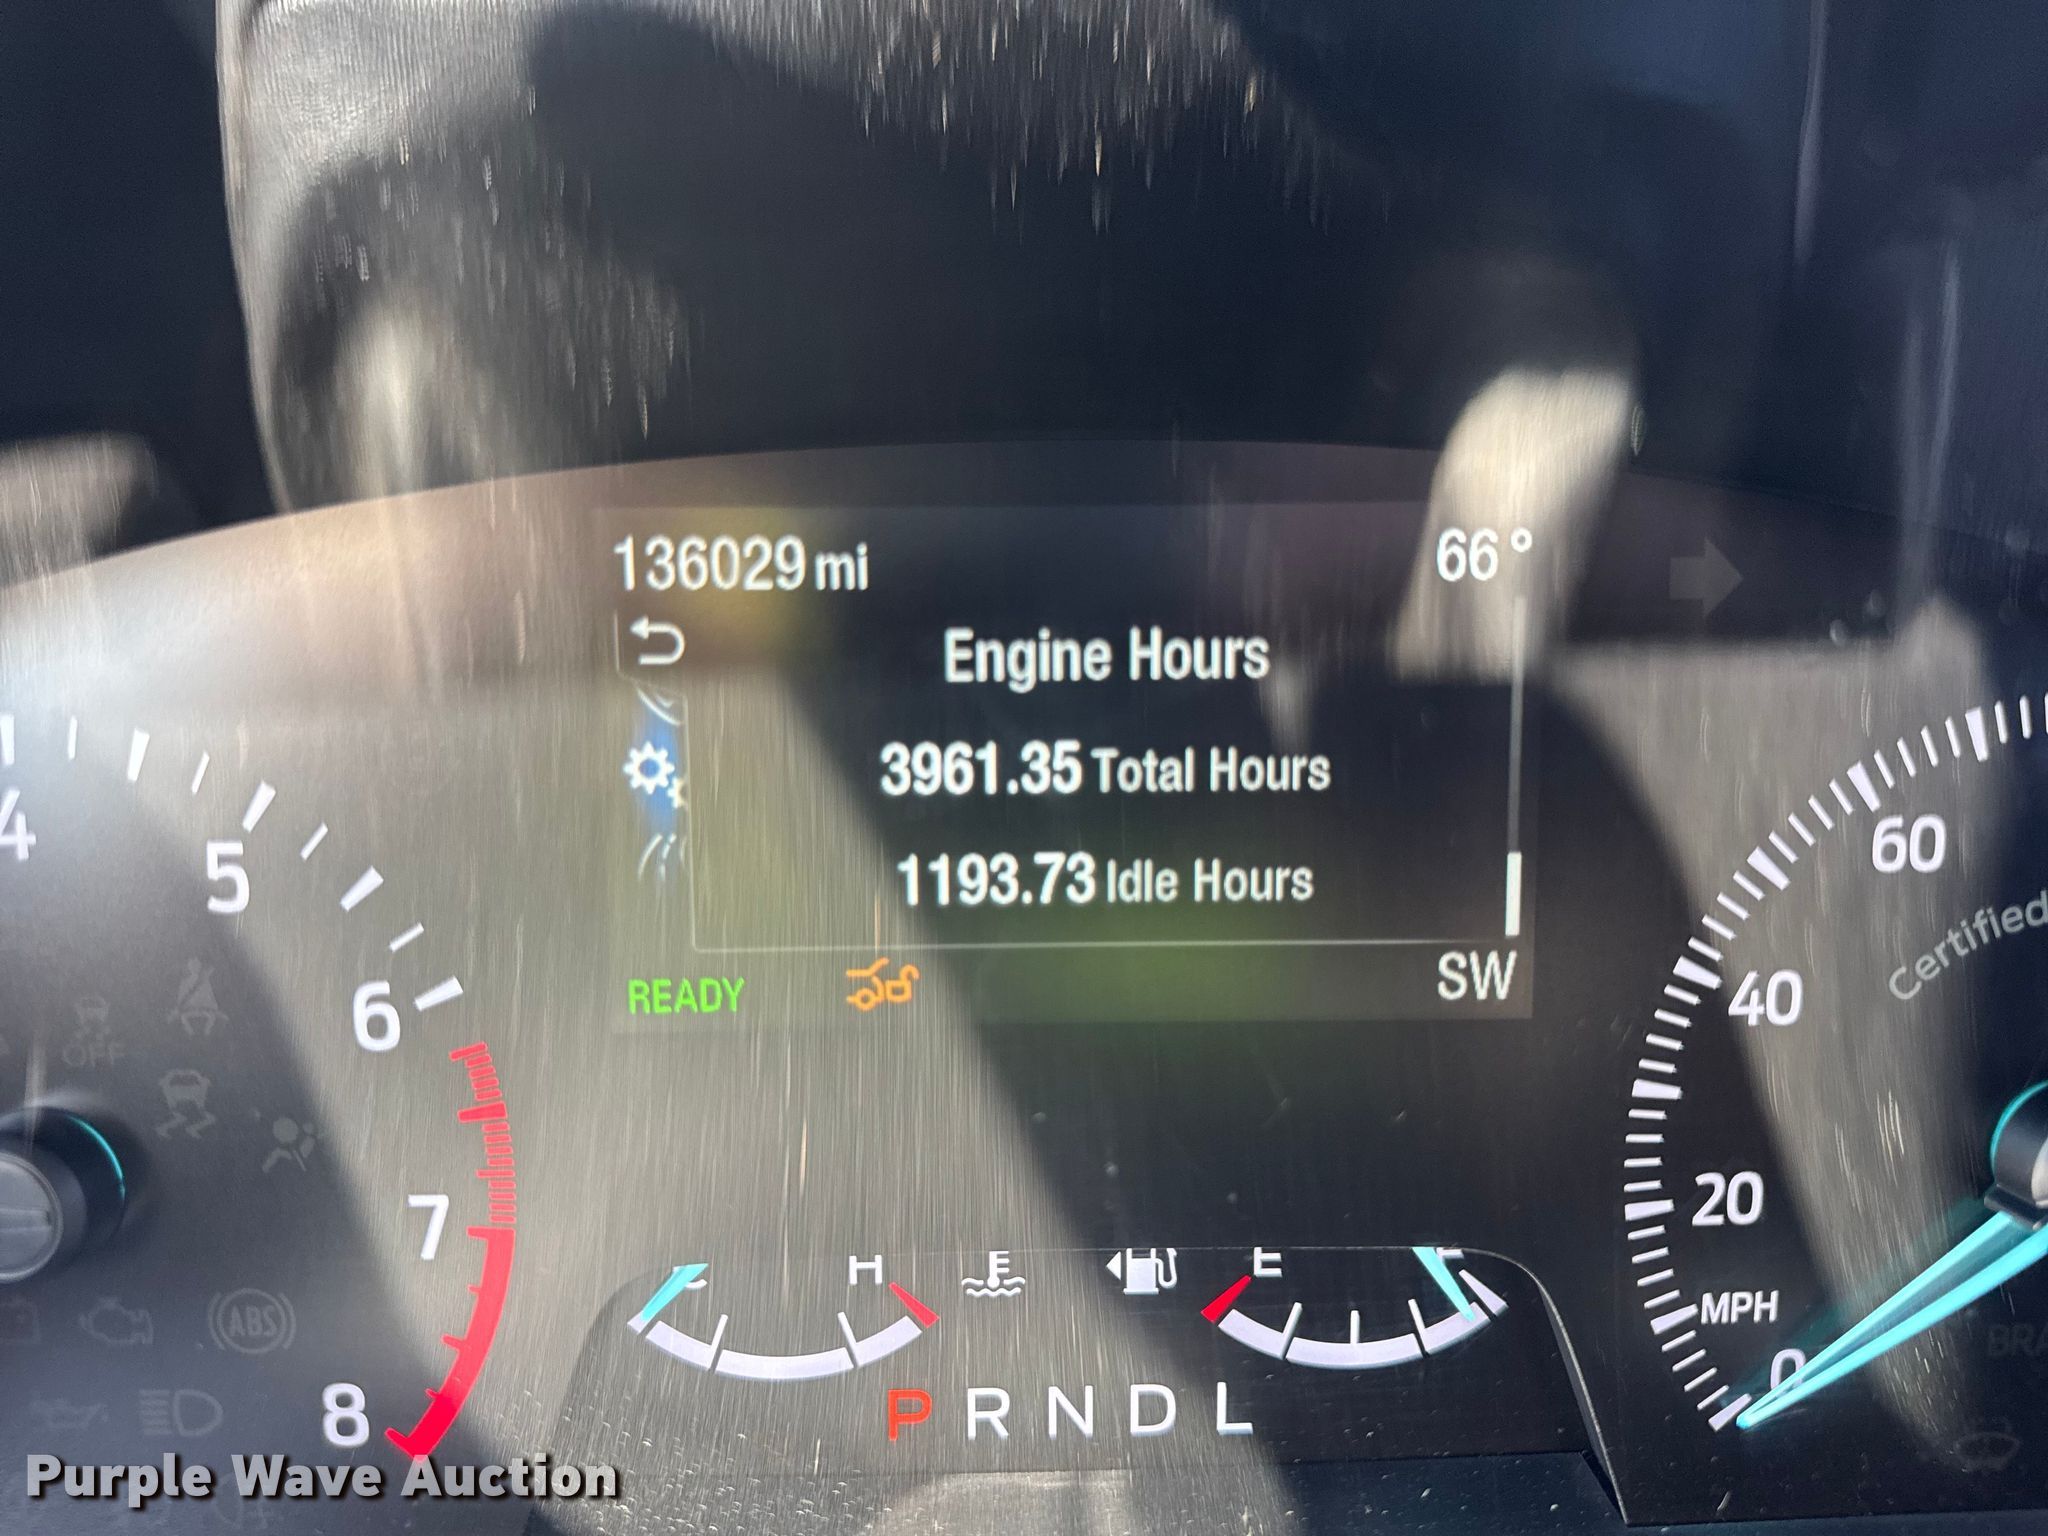 136029 mi 66°
Engine Hours
3961.35 Total Hours
1193.73 Idle Hours
READY
SW
4
5
6
7
8
OFF
ABS
60
40
20
MPH
0
Certified
H
E
F
P R N D L
Purple Wave Auction